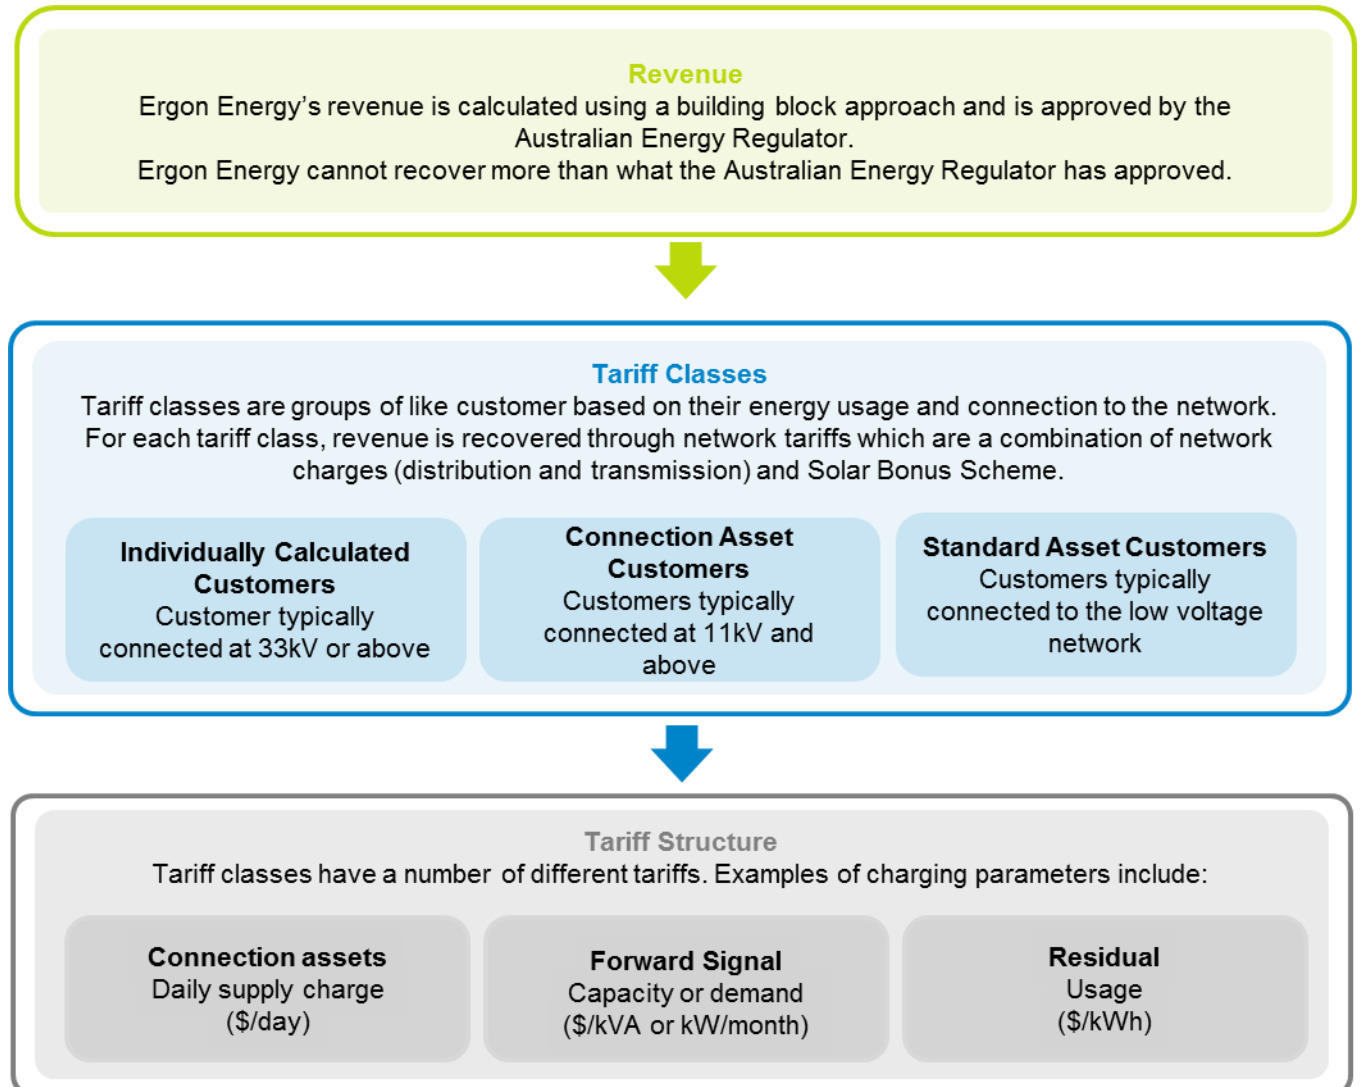 Revenue
Ergon Energy’s revenue is calculated using a building block approach and is approved by the
Australian Energy Regulator.
Ergon Energy cannot recover more than what the Australian Energy Regulator has approved.
Tariff Classes
Tariff classes are groups of like customer based on their energy usage and connection to the network.
For each tariff class, revenue is recovered through network tariffs which are a combination of network
charges (distribution and transmission) and Solar Bonus Scheme.
Individually Calculated
Customers
Customer typically
connected at 33kV or above
Connection Asset
Customers
Customers typically
connected at 11kV and
above
Standard Asset Customers
Customers typically
connected to the low voltage
network
Tariff Structure
Tariff classes have a number of different tariffs. Examples of charging parameters include:
Connection assets
Daily supply charge
($/day)
Forward Signal
Capacity or demand
($/kVA or kW/month)
Residual
Usage
($/kWh)